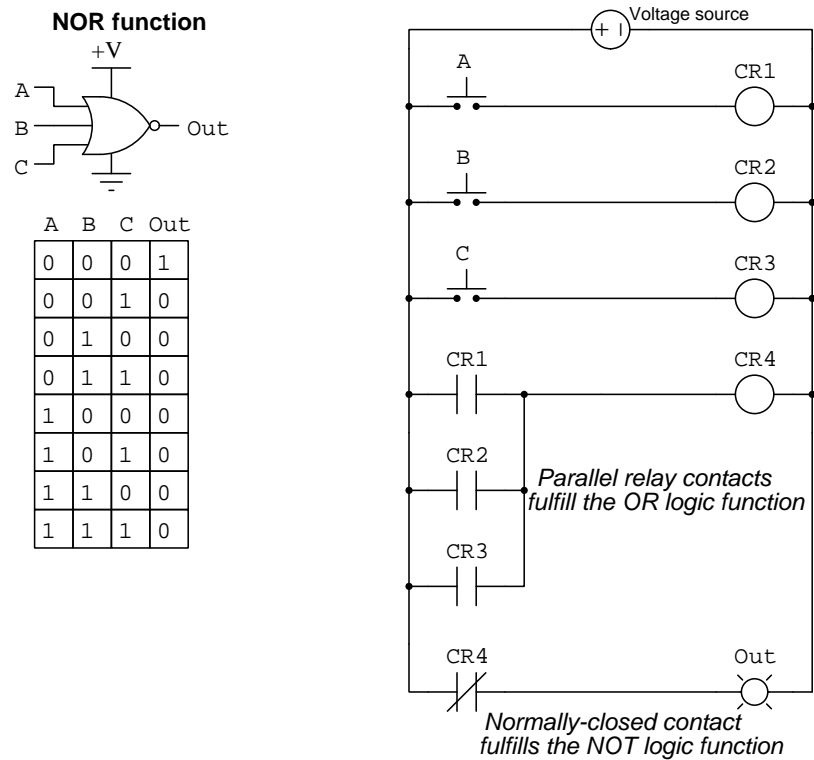 NOR function
+V
A
B
C
Out
A B C Out
0 0 0 1
0 0 1 0
0 1 0 0
0 1 1 0
1 0 0 0
1 0 1 0
1 1 0 0
1 1 1 0
Voltage source
+
A
CR1
B
CR2
C
CR3
CR1
CR4
CR2
Parallel relay contacts
fulfill the OR logic function
CR3
CR4
Out
Normally-closed contact
fulfills the NOT logic function